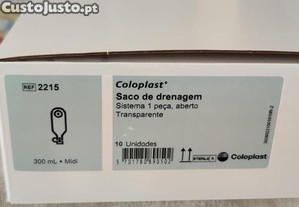 CustoJusto.pt
REF 2215
Coloplast
Saco de drenagem
Sistema 1 peça, aberto
Transparente
300 mL • Midi
10 Unidades
STERILE R
Coloplast